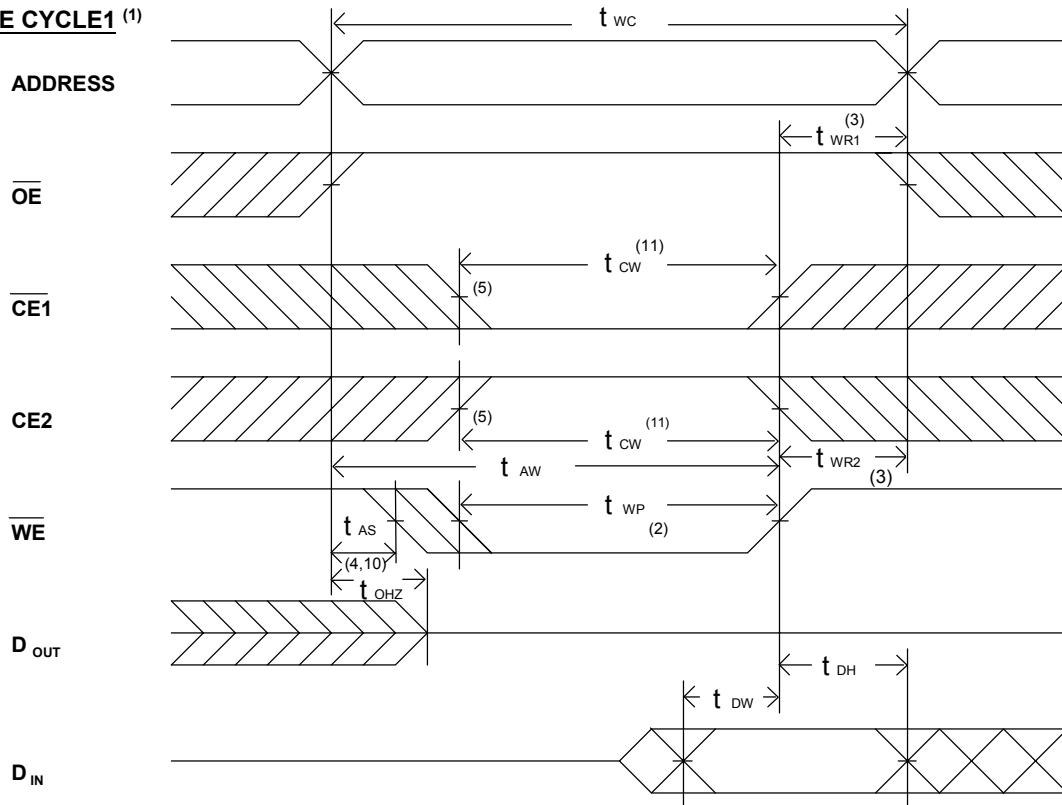 E CYCLE1 (1)
t WC
ADDRESS
t WR1 (3)
OE
t CW (11)
CE1
(5)
CE2
(5)
t CW (11)
t AW
t WR2 (3)
WE
t AS
t WP (2)
(4,10)
t OHZ
D OUT
t DH
t DW
D IN